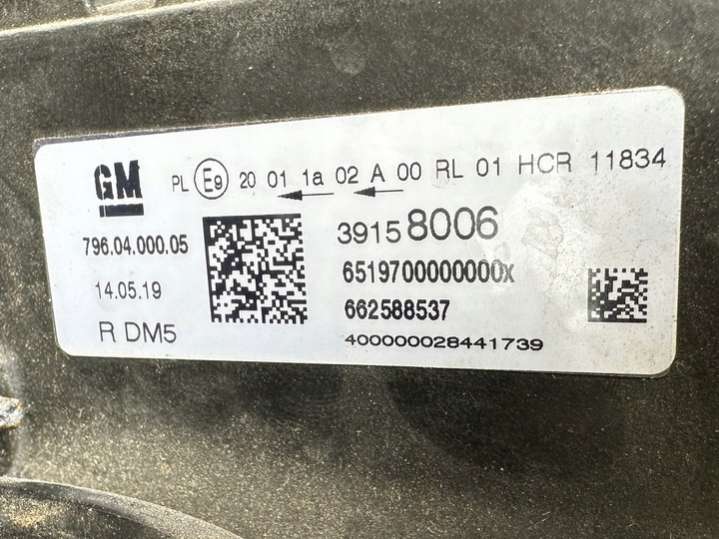 GM PL E9 20 01 1a 02 A 00 RL 01 HCR 11834
796.04.000.05 39158006
14.05.19 6519700000000X
662588537
R DM5 400000028441739